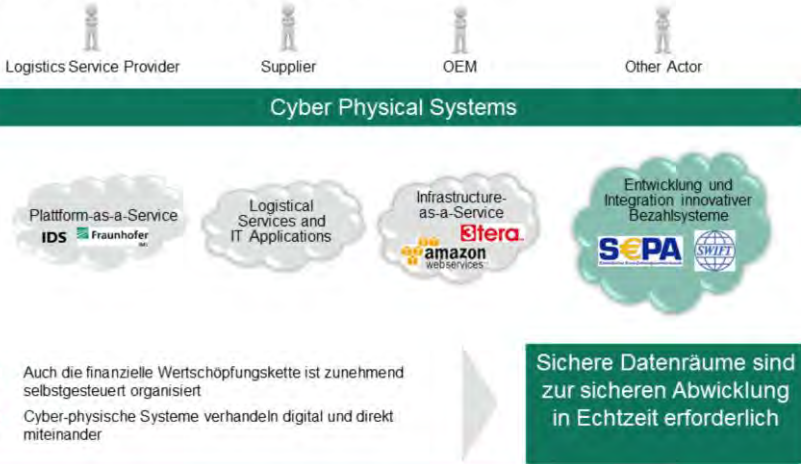 Logistics Service Provider
Supplier
OEM
Other Actor
Cyber Physical Systems
Plattform-as-a-Service
IDS
Fraunhofer
IML
Logistical
Services and
IT Applications
Infrastructure-
as-a-Service
3tera
amazon
webservices
Entwicklung und
Integration innovativer
Bezahlsysteme
S€PA
SWIFT
Auch die finanzielle Wertschöpfungskette ist zunehmend
selbstgesteuert organisiert
Cyber-physische Systeme verhandeln digital und direkt
miteinander
Sichere Datenräume sind
zur sicheren Abwicklung
in Echtzeit erforderlich